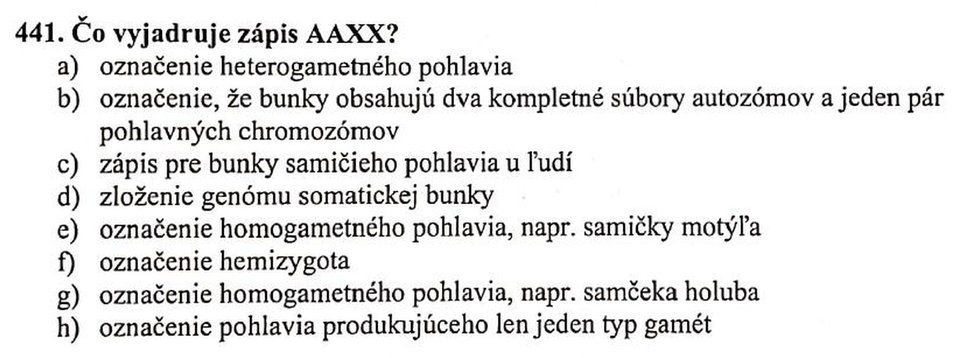 441. Čo vyjadruje zápis AAXX?
a) označenie heterogametného pohlavia
b) označenie, že bunky obsahujú dva kompletné súbory autozómov a jeden pár
pohlavných chromozómov
c) zápis pre bunky samičieho pohlavia u ľudí
d) zloženie genómu somatickej bunky
e) označenie homogametného pohlavia, napr. samičky motýľa
f) označenie hemizygota
g) označenie homogametného pohlavia, napr. samčeka holuba
h) označenie pohlavia produkujúceho len jeden typ gamét